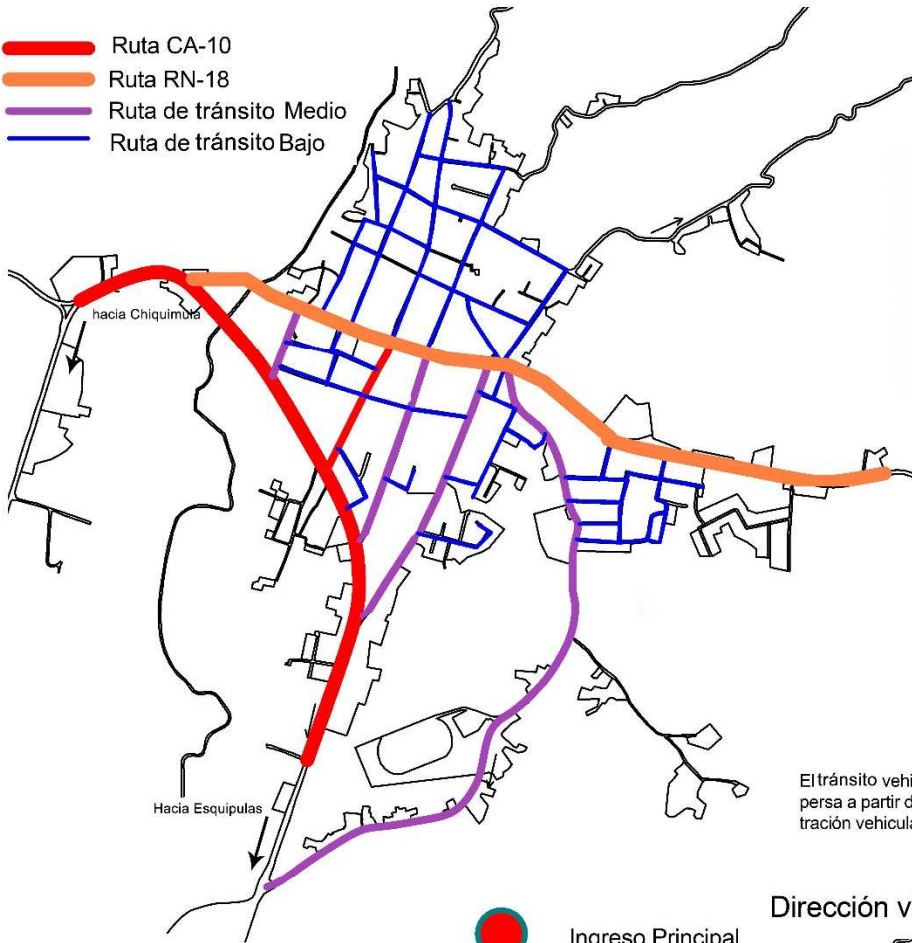 Ruta CA-10
Ruta RN-18
Ruta de tránsito Medio
Ruta de tránsito Bajo
hacia Chiquimula
Hacia Esquipulas
El tránsito vehi
persa a partir d
tración vehicula
Dirección v
Ingreso Principal